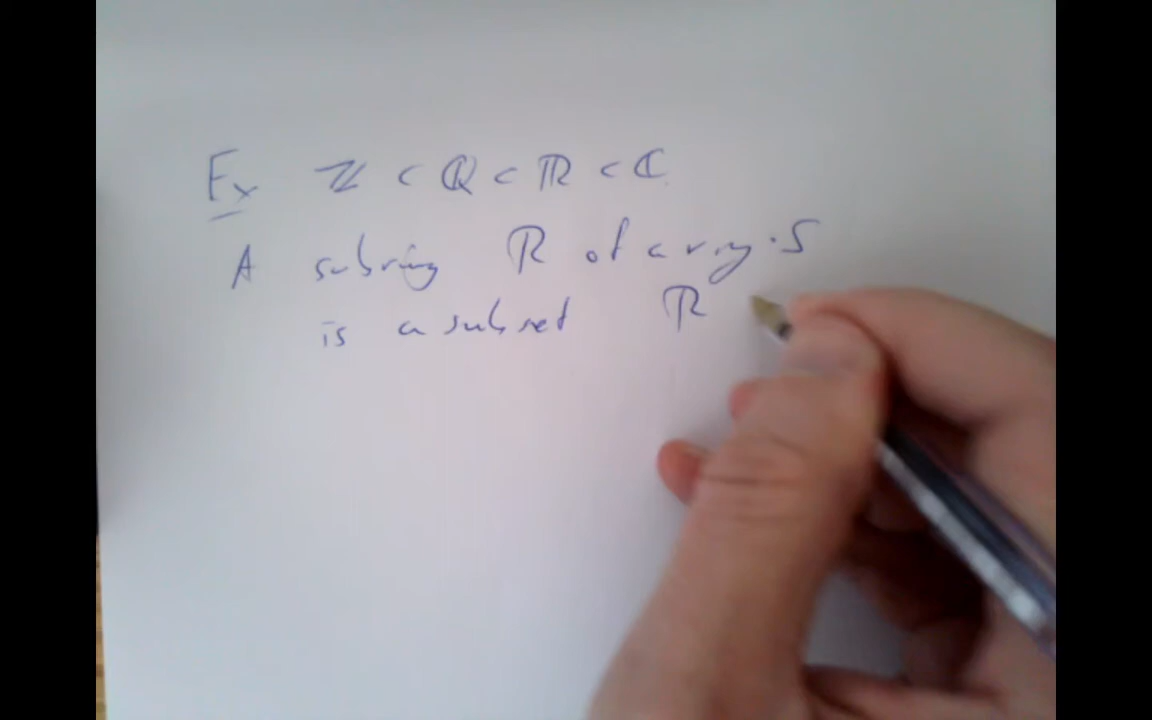 Ex ℤ < ℚ < ℝ < ℂ
A subring R of a ring S
is a subset R